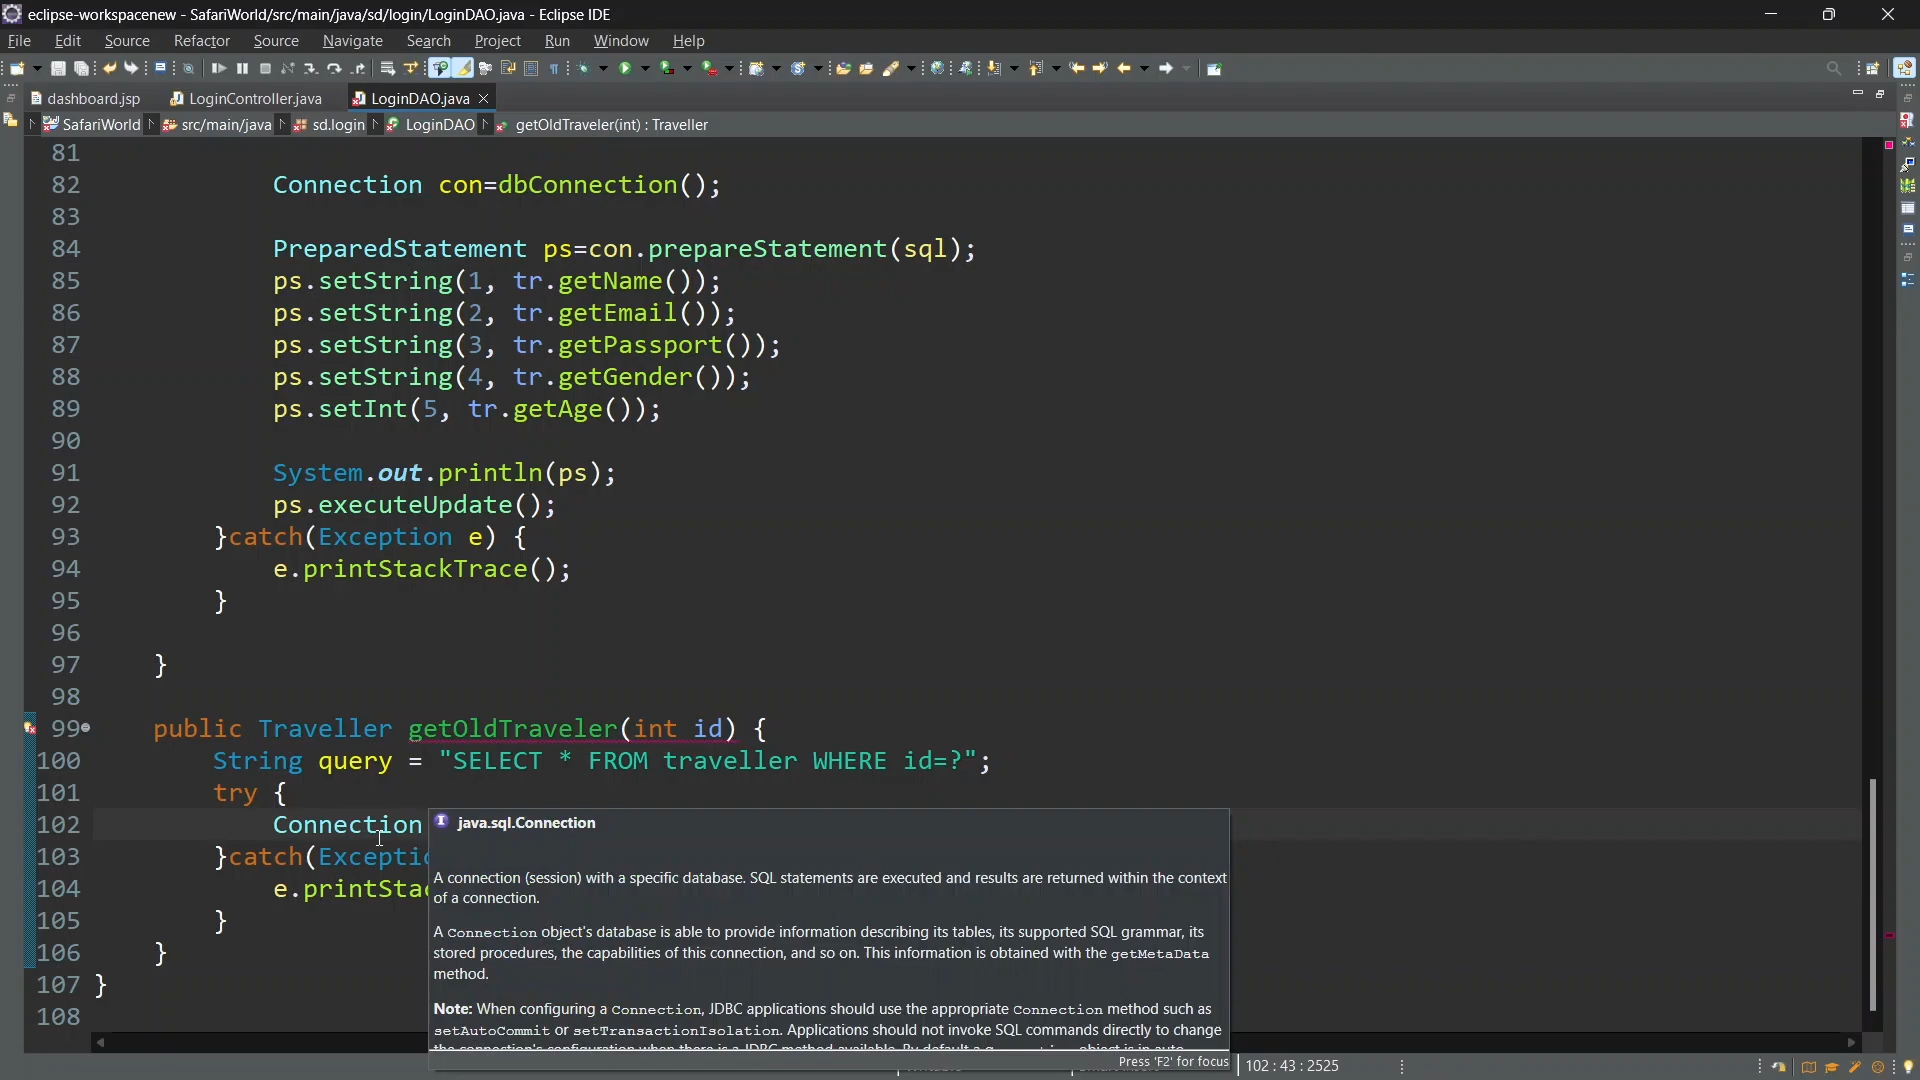 eclipse-workspacenew - SafariWorld/src/main/java/sd/login/LoginDAO.java - Eclipse IDE
File Edit Source Refactor Source Navigate Search Project Run Window Help
dashboard.jsp LoginController.java LoginDAO.java
SafariWorld src/main/java sd.login LoginDAO getOldTraveler(int) : Traveller
81
82 Connection con=dbConnection();
83
84 PreparedStatement ps=con.prepareStatement(sql);
85 ps.setString(1, tr.getName());
86 ps.setString(2, tr.getEmail());
87 ps.setString(3, tr.getPassport());
88 ps.setString(4, tr.getGender());
89 ps.setInt(5, tr.getAge());
90
91 System.out.println(ps);
92 ps.executeUpdate();
93 }catch(Exception e) {
94 e.printStackTrace();
95 }
96
97 }
98
99 public Traveller getOldTraveler(int id) {
100 String query = "SELECT * FROM traveller WHERE id=?";
101 try {
102 Connection
103 }catch(Exceptio
104 e.printSta
105 }
106 }
107 }
108
java.sql.Connection
A connection (session) with a specific database. SQL statements are executed and results are returned within the context
of a connection.
A Connection object's database is able to provide information describing its tables, its supported SQL grammar, its
stored procedures, the capabilities of this connection, and so on. This information is obtained with the getMetaData
method.
Note: When configuring a Connection, JDBC applications should use the appropriate Connection method such as
setAutoCommit or setTransactionIsolation. Applications should not invoke SQL commands directly to change
Press 'F2' for focus
102 : 43 : 2525